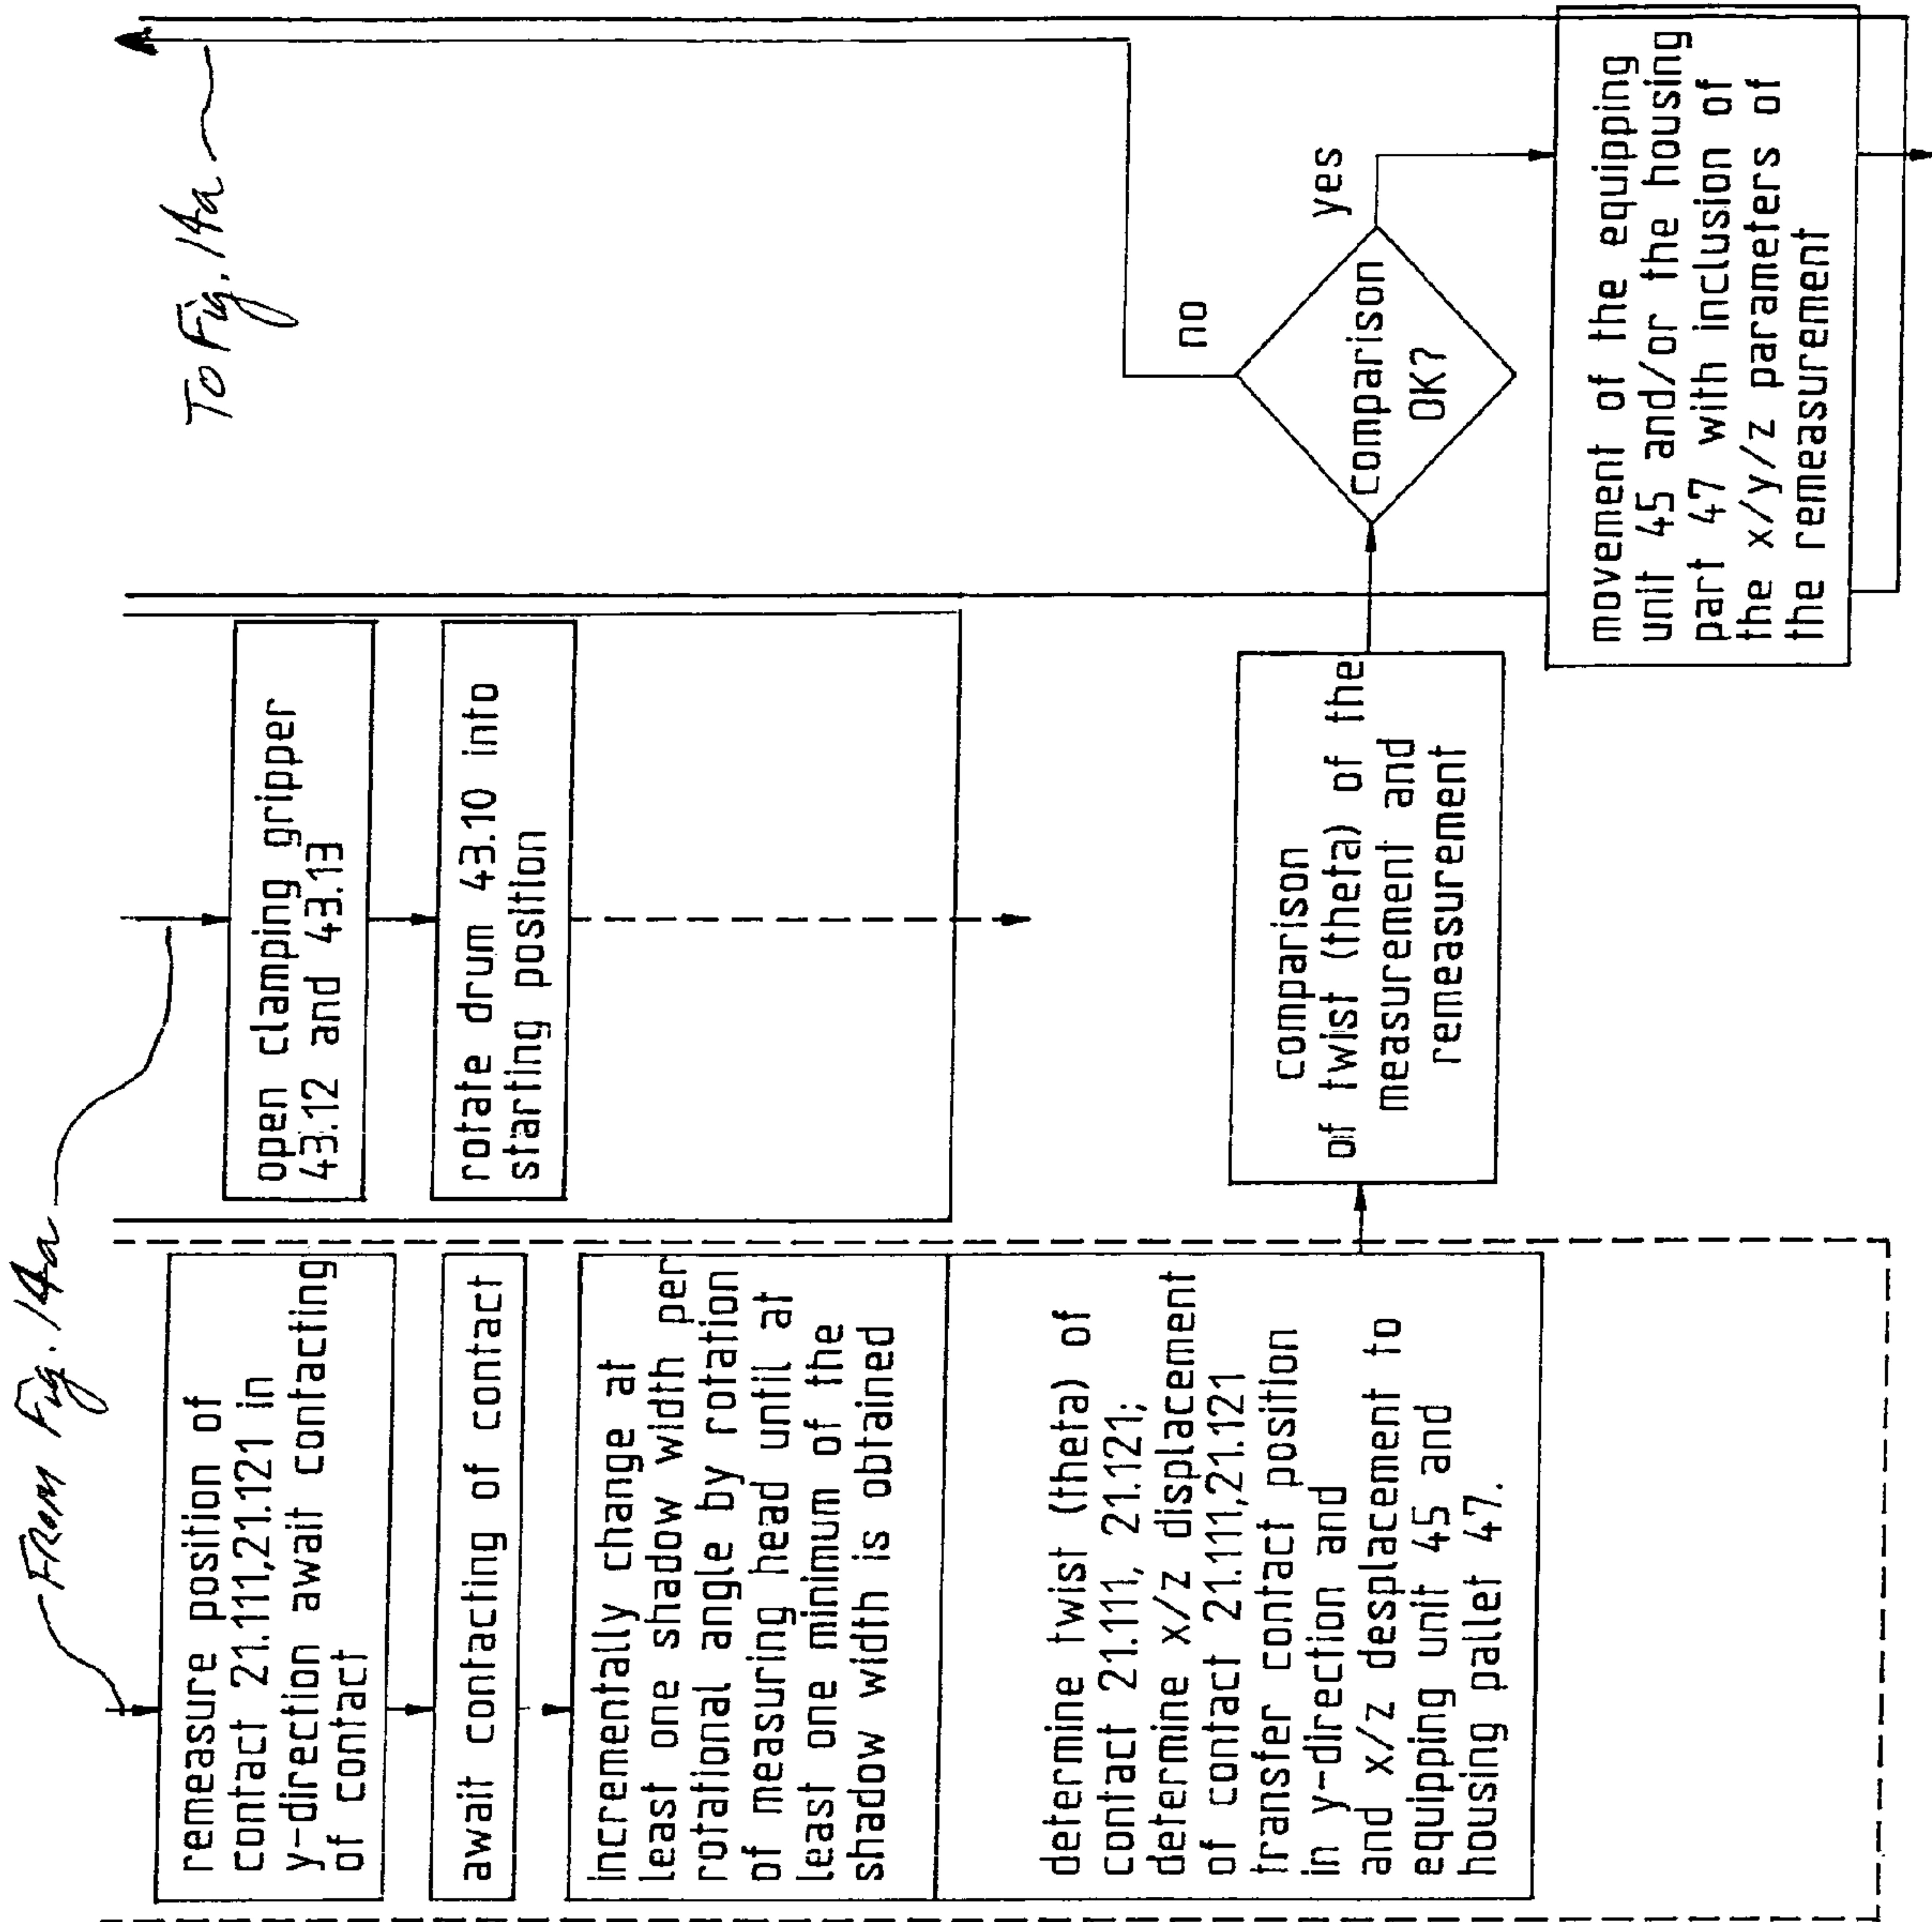 From Fig. 14a
remeasure position of
contact 21.111,21.121 in
y-direction await contacting
of contact
await contacting of contact
incrementally change at
least one shadow width per
rotational angle by rotation
of measuring head until at
least one minimum of the
shadow width is obtained
determine twist (theta) of
contact 21.111, 21.121;
determine x/z displacement
of contact 21.111,21.121
transfer contact position
in y-direction and
and x/z displacement to
equipping unit 45 and
housing pallet 47.
open clamping gripper
43.12 and 43.13
rotate drum 43.10 into
starting position
comparison
of twist (theta) of the
measurement and
remeasurement
To Fig. 14a
no
comparison
OK?
yes
movement of the equipping
unit 45 and/or the housing
part 47 with inclusion of
the x/y/z parameters of
the remeasurement